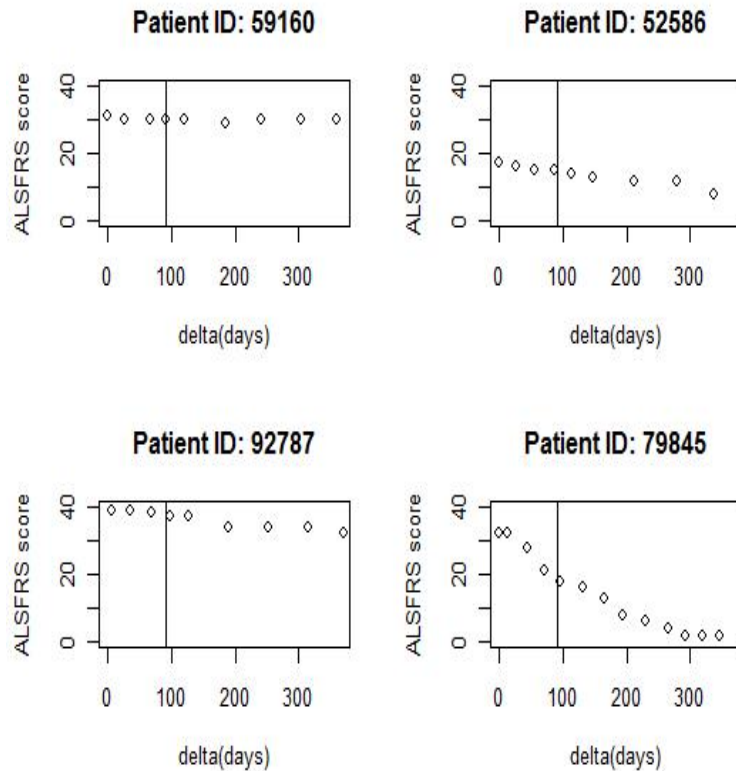 Patient ID: 59160
ALSFRS score
40
20
0
0 100 200 300
delta(days)
Patient ID: 52586
ALSFRS score
40
20
0
0 100 200 300
delta(days)
Patient ID: 92787
ALSFRS score
40
20
0
0 100 200 300
delta(days)
Patient ID: 79845
ALSFRS score
40
20
0
0 100 200 300
delta(days)